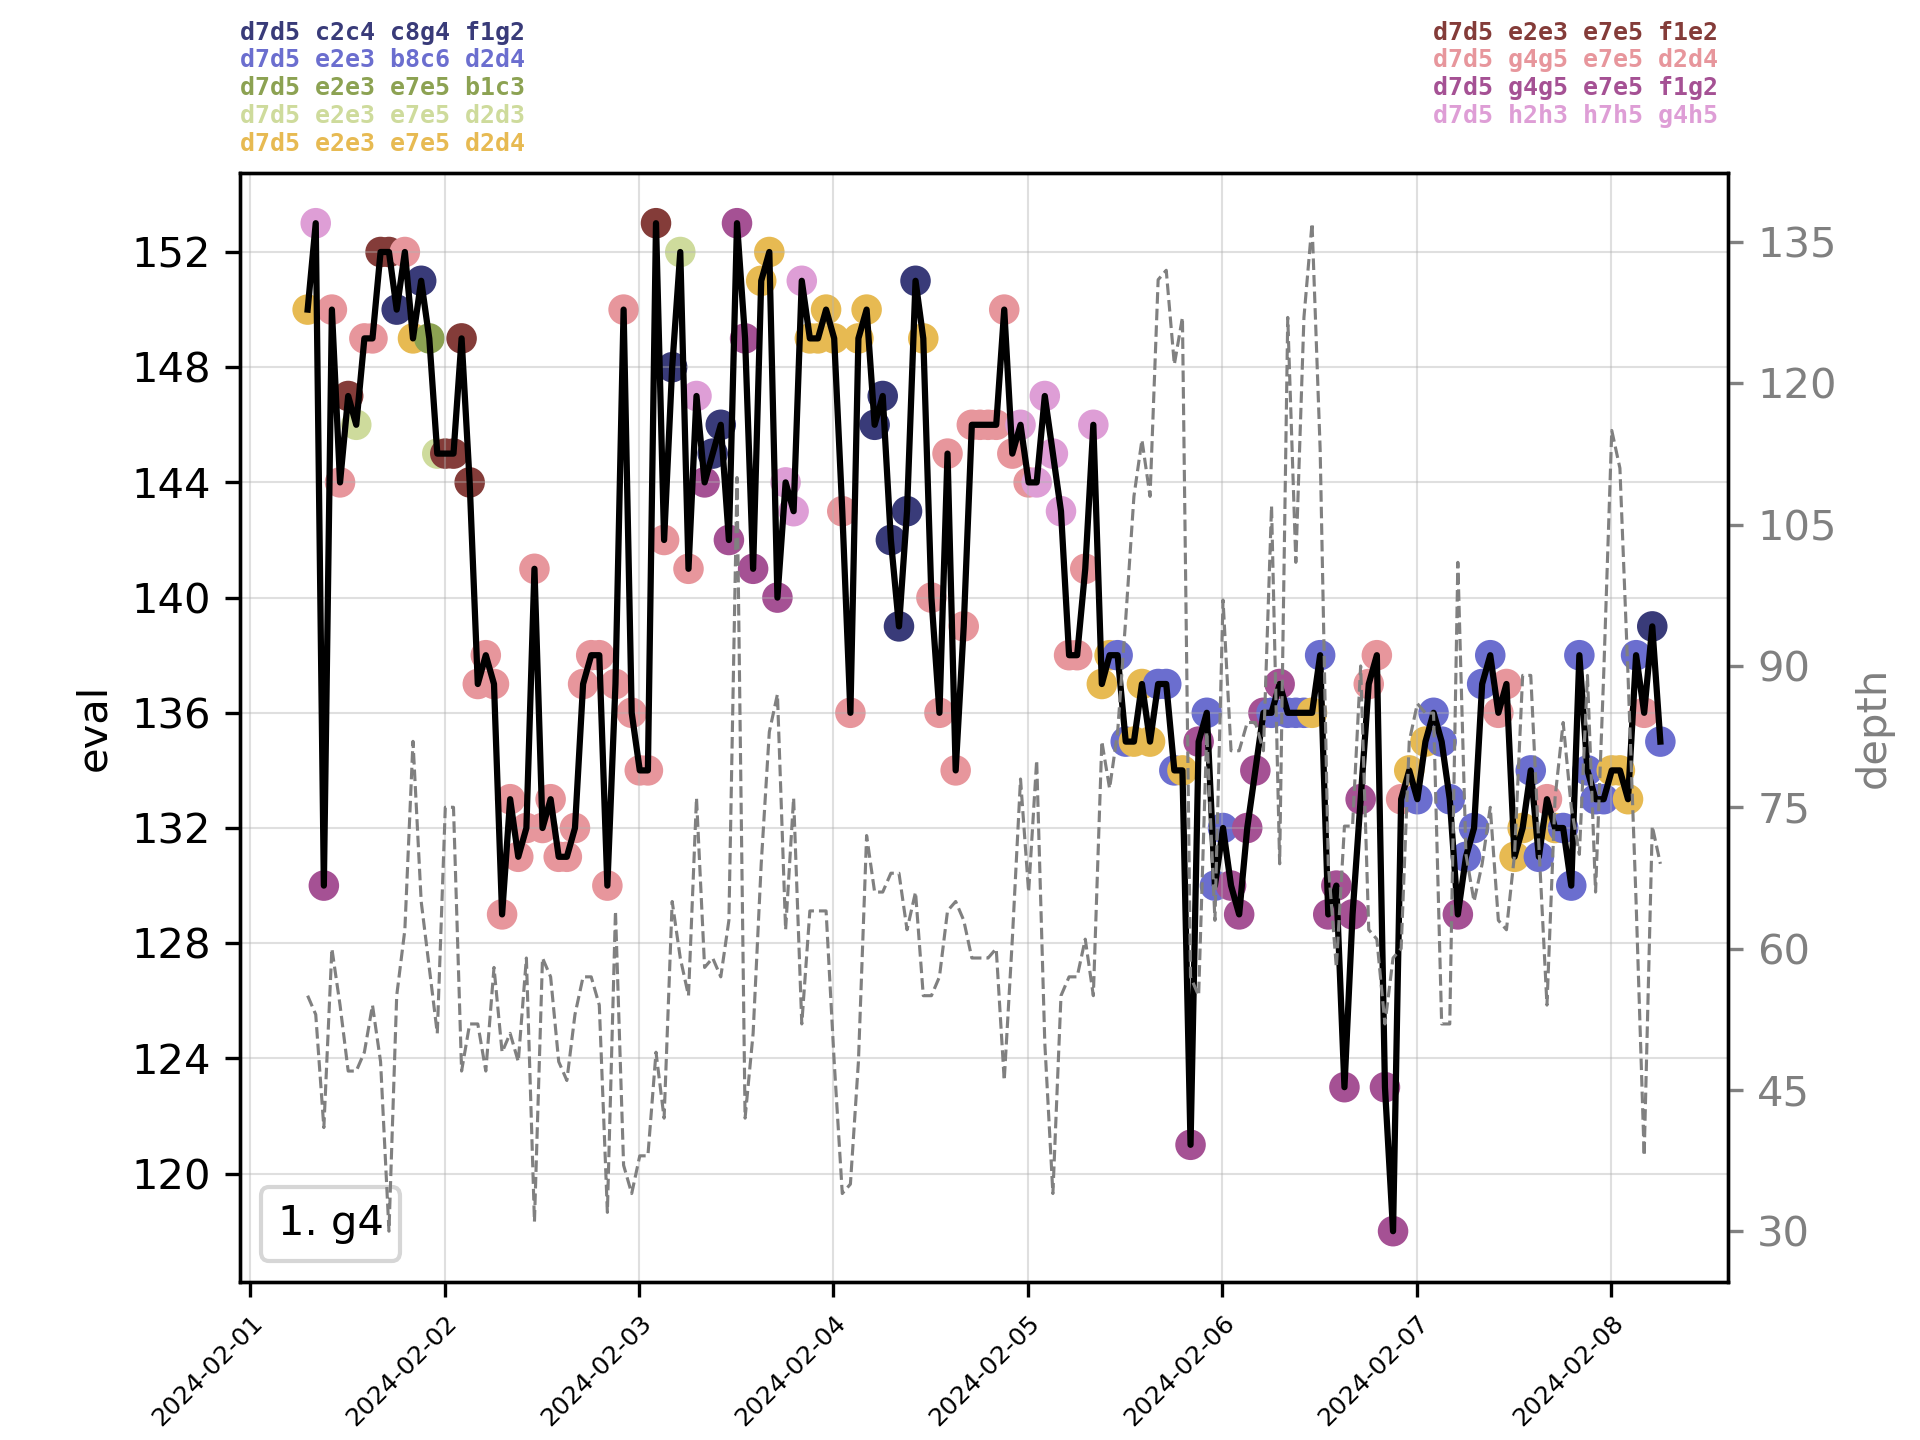 d7d5 c2c4 c8g4 f1g2
d7d5 e2e3 b8c6 d2d4
d7d5 e2e3 e7e5 b1c3
d7d5 e2e3 e7e5 d2d3
d7d5 e2e3 e7e5 d2d4
d7d5 e2e3 e7e5 f1e2
d7d5 g4g5 e7e5 d2d4
d7d5 g4g5 e7e5 f1g2
d7d5 h2h3 h7h5 g4h5
152
148
144
140
136
132
128
124
120
eval
135
120
105
90
75
60
45
30
depth
1. g4
2024-02-01
2024-02-02
2024-02-03
2024-02-04
2024-02-05
2024-02-06
2024-02-07
2024-02-08